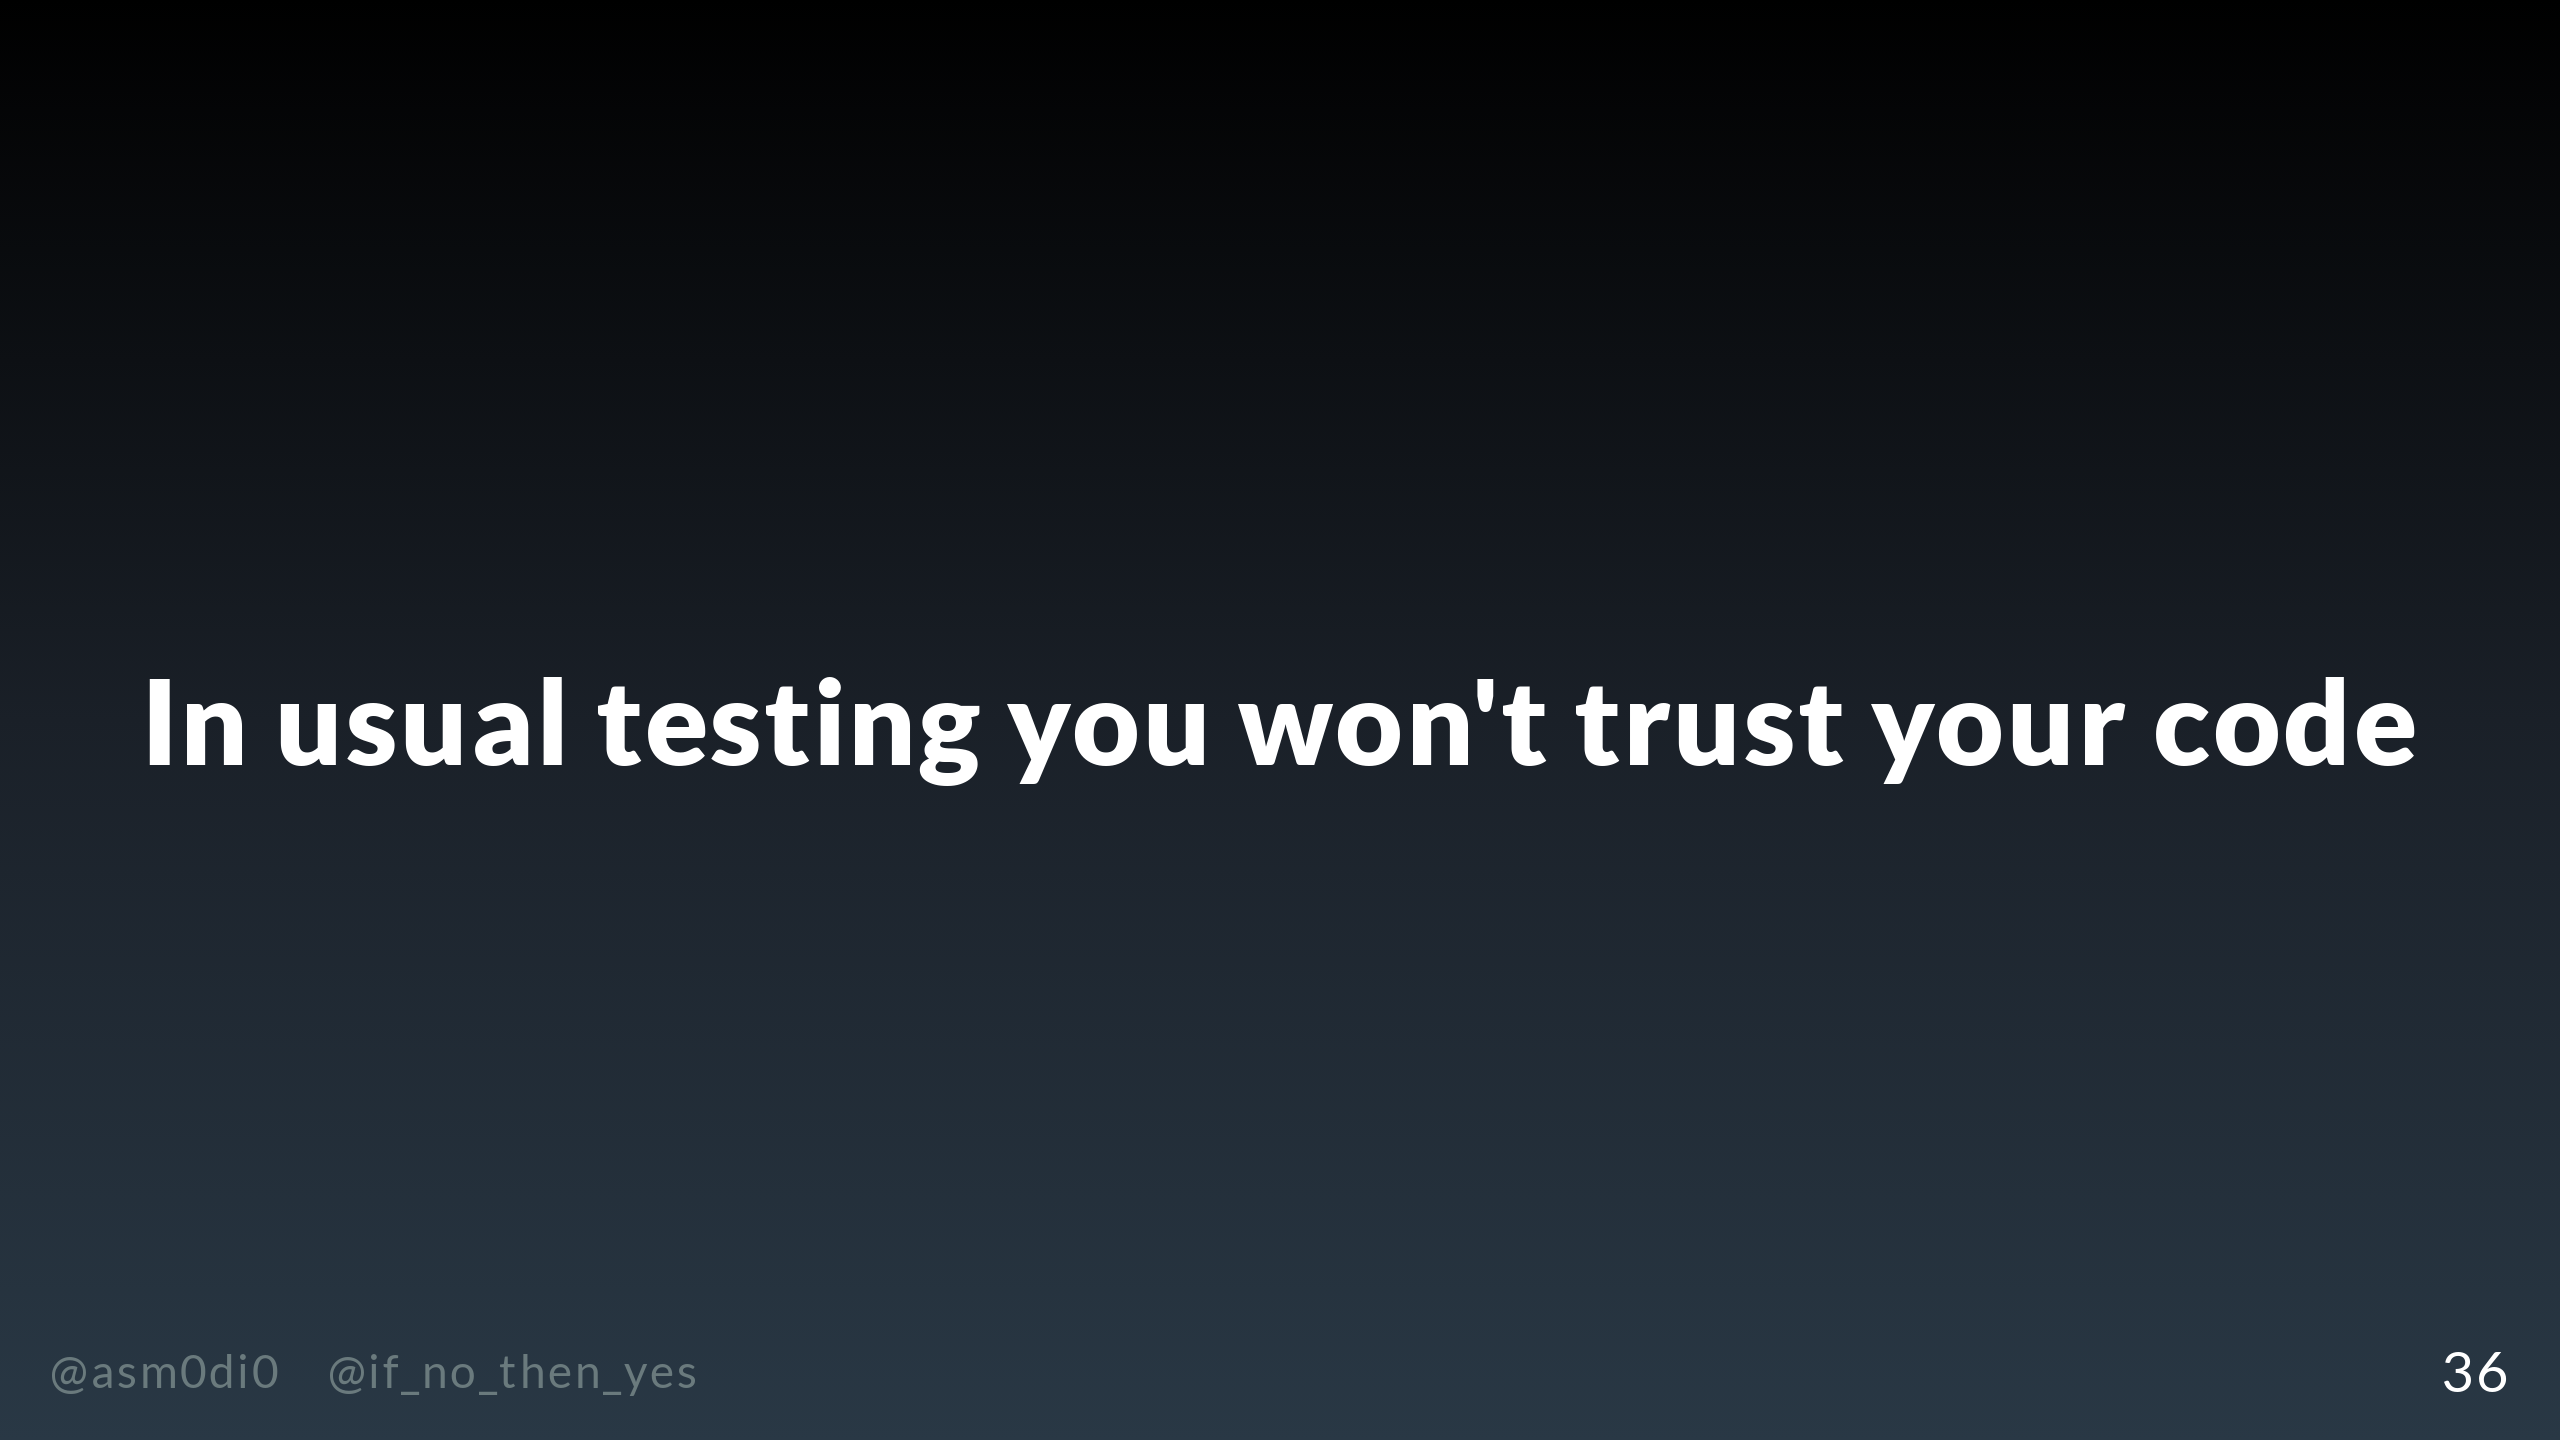 In usual testing you won't trust your code
@asm0di0 @if_no_then_yes
36